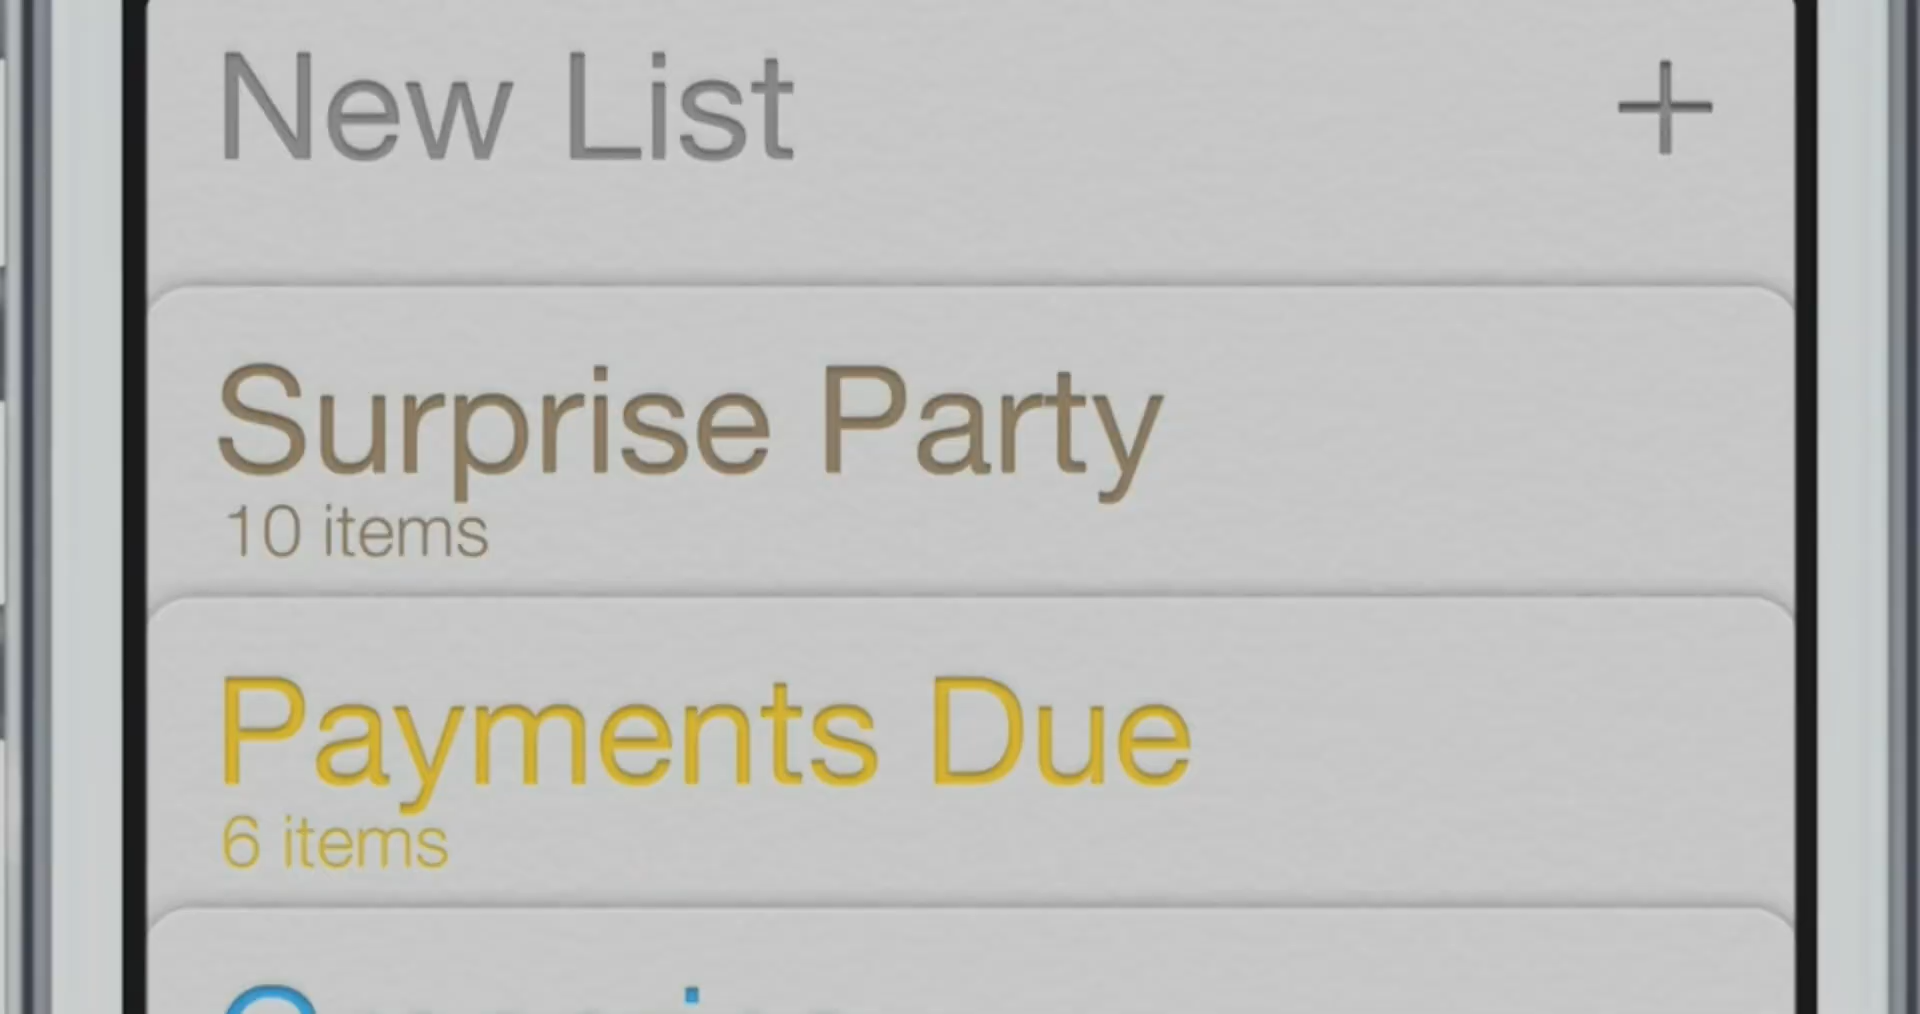 New List
Surprise Party
10 items
Payments Due
6 items